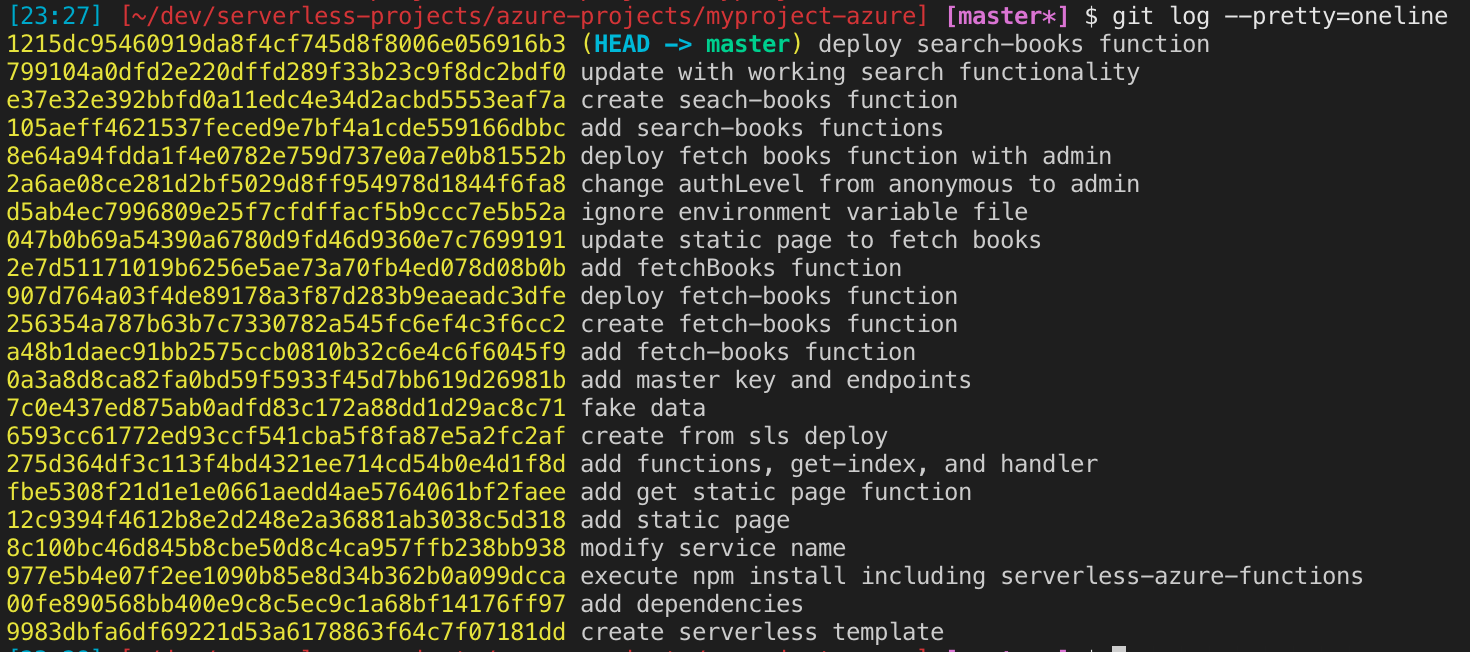 [23:27] [~/dev/serverless-projects/azure-projects/myproject-azure] [master*] $ git log --pretty=oneline
1215dc95460919da8f4cf745d8f8006e056916b3 (HEAD -> master) deploy search-books function
799104a0dfd2e220dffd289f33b23c9f8dc2bdf0 update with working search functionality
e37e32e392bbfd0a11edc4e34d2acbd5553eaf7a create seach-books function
105aeff4621537feced9e7bf4a1cde559166dbbc add search-books functions
8e64a94fdda1f4e0782e759d737e0a7e0b81552b deploy fetch books function with admin
2a6ae08ce281d2bf5029d8ff954978d1844f6fa8 change authLevel from anonymous to admin
d5ab4ec7996809e25f7cfdffacf5b9ccc7e5b52a ignore environment variable file
047b0b69a54390a6780d9fd46d9360e7c7699191 update static page to fetch books
2e7d51171019b6256e5ae73a70fb4ed078d08b0b add fetchBooks function
907d764a03f4de89178a3f87d283b9eaeadc3dfe deploy fetch-books function
256354a787b63b7c7330782a545fc6ef4c3f6cc2 create fetch-books function
a48b1daec91bb2575ccb0810b32c6e4c6f6045f9 add fetch-books function
0a3a8d8ca82fa0bd59f5933f45d7bb619d26981b add master key and endpoints
7c0e437ed875ab0adfd83c172a88dd1d29ac8c71 fake data
6593cc61772ed93ccf541cba5f8fa87e5a2fc2af create from sls deploy
275d364df3c113f4bd4321ee714cd54b0e4d1f8d add functions, get-index, and handler
fbe5308f21d1e1e0661aedd4ae5764061bf2faee add get static page function
12c9394f4612b8e2d248e2a36881ab3038c5d318 add static page
8c100bc46d845b8cbe50d8c4ca957ffb238bb938 modify service name
977e5b4e07f2ee1090b85e8d34b362b0a099dcca execute npm install including serverless-azure-functions
00fe890568bb400e9c8c5ec9c1a68bf14176ff97 add dependencies
9983dbfa6df69221d53a6178863f64c7f07181dd create serverless template